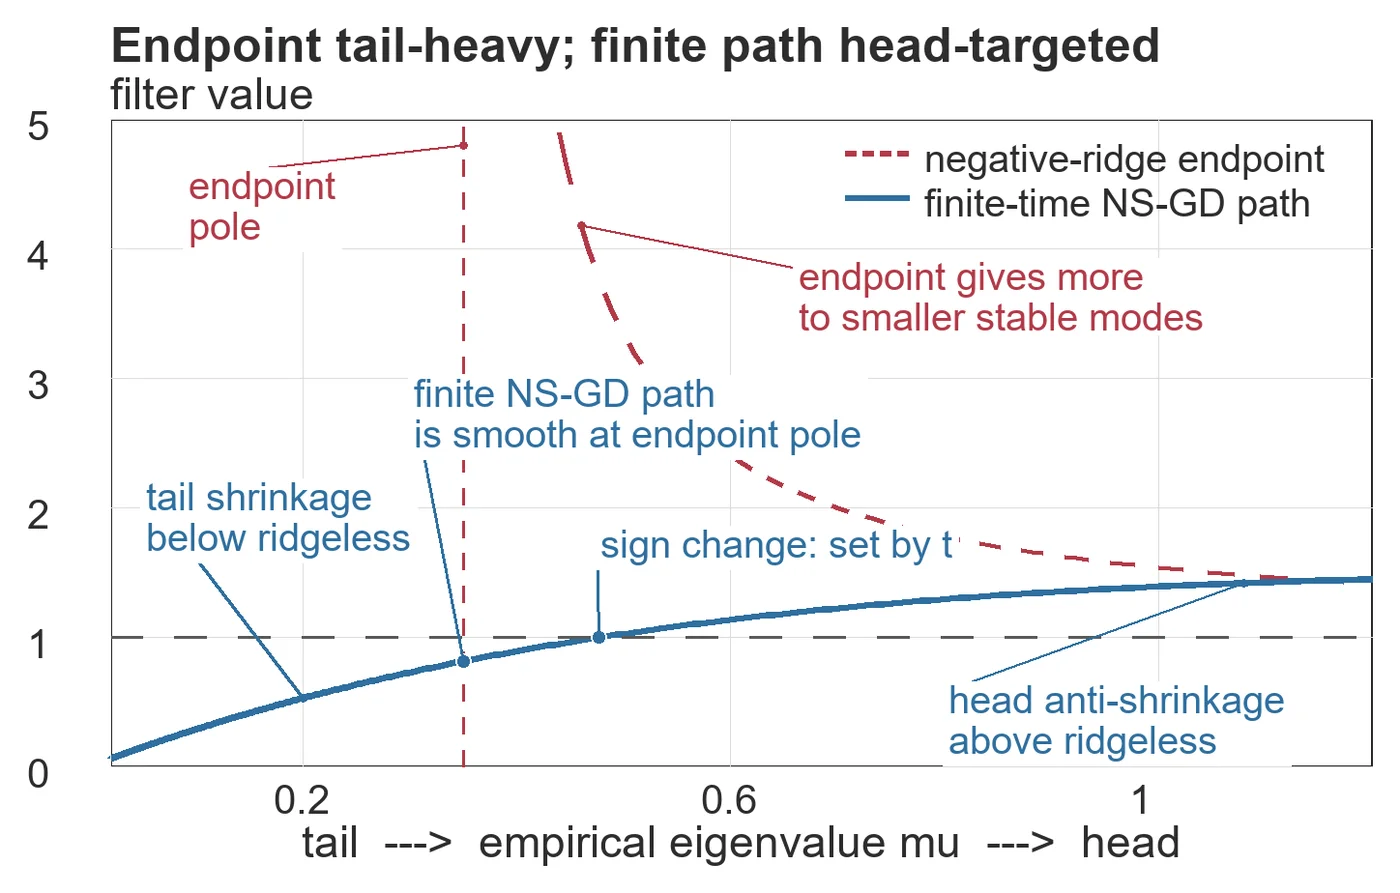 Endpoint tail-heavy; finite path head-targeted
filter value
5
4
3
2
1
0
endpoint
pole
negative-ridge endpoint
finite-time NS-GD path
endpoint gives more
to smaller stable modes
finite NS-GD path
is smooth at endpoint pole
tail shrinkage
below ridgeless
sign change: set by t
head anti-shrinkage
above ridgeless
0.2
0.6
1
tail ---> empirical eigenvalue mu ---> head